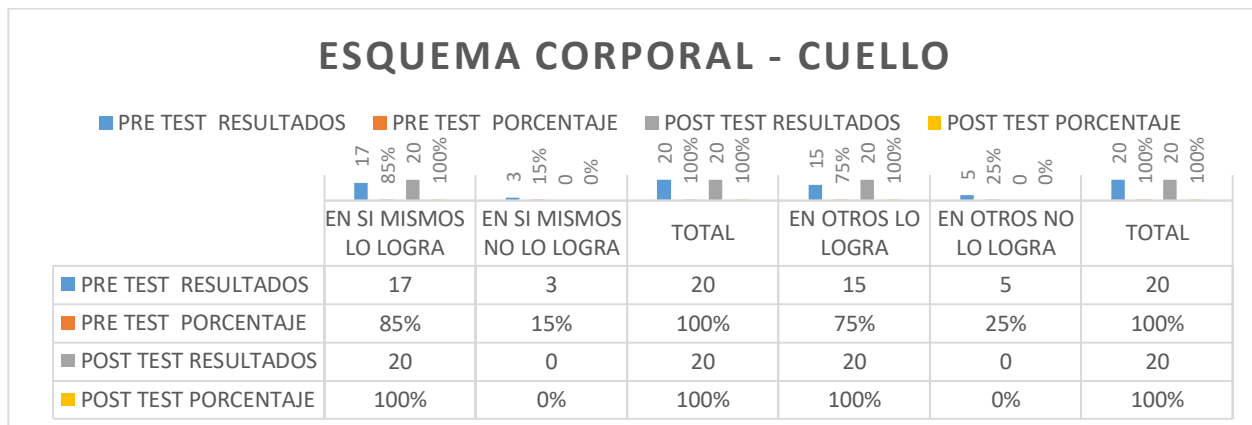 ESQUEMA CORPORAL - CUELLO
PRE TEST RESULTADOS PRE TEST PORCENTAJE POST TEST RESULTADOS POST TEST PORCENTAJE
17 85% 20 100% 3 15% 0 0% 20 100% 20 100% 15 75% 20 100% 5 25% 0 0% 20 100% 20 100%
EN SI MISMOS LO LOGRA
EN SI MISMOS NO LO LOGRA
TOTAL
EN OTROS LO LOGRA
EN OTROS NO LO LOGRA
TOTAL
PRE TEST RESULTADOS 17 3 20 15 5 20
PRE TEST PORCENTAJE 85% 15% 100% 75% 25% 100%
POST TEST RESULTADOS 20 0 20 20 0 20
POST TEST PORCENTAJE 100% 0% 100% 100% 0% 100%